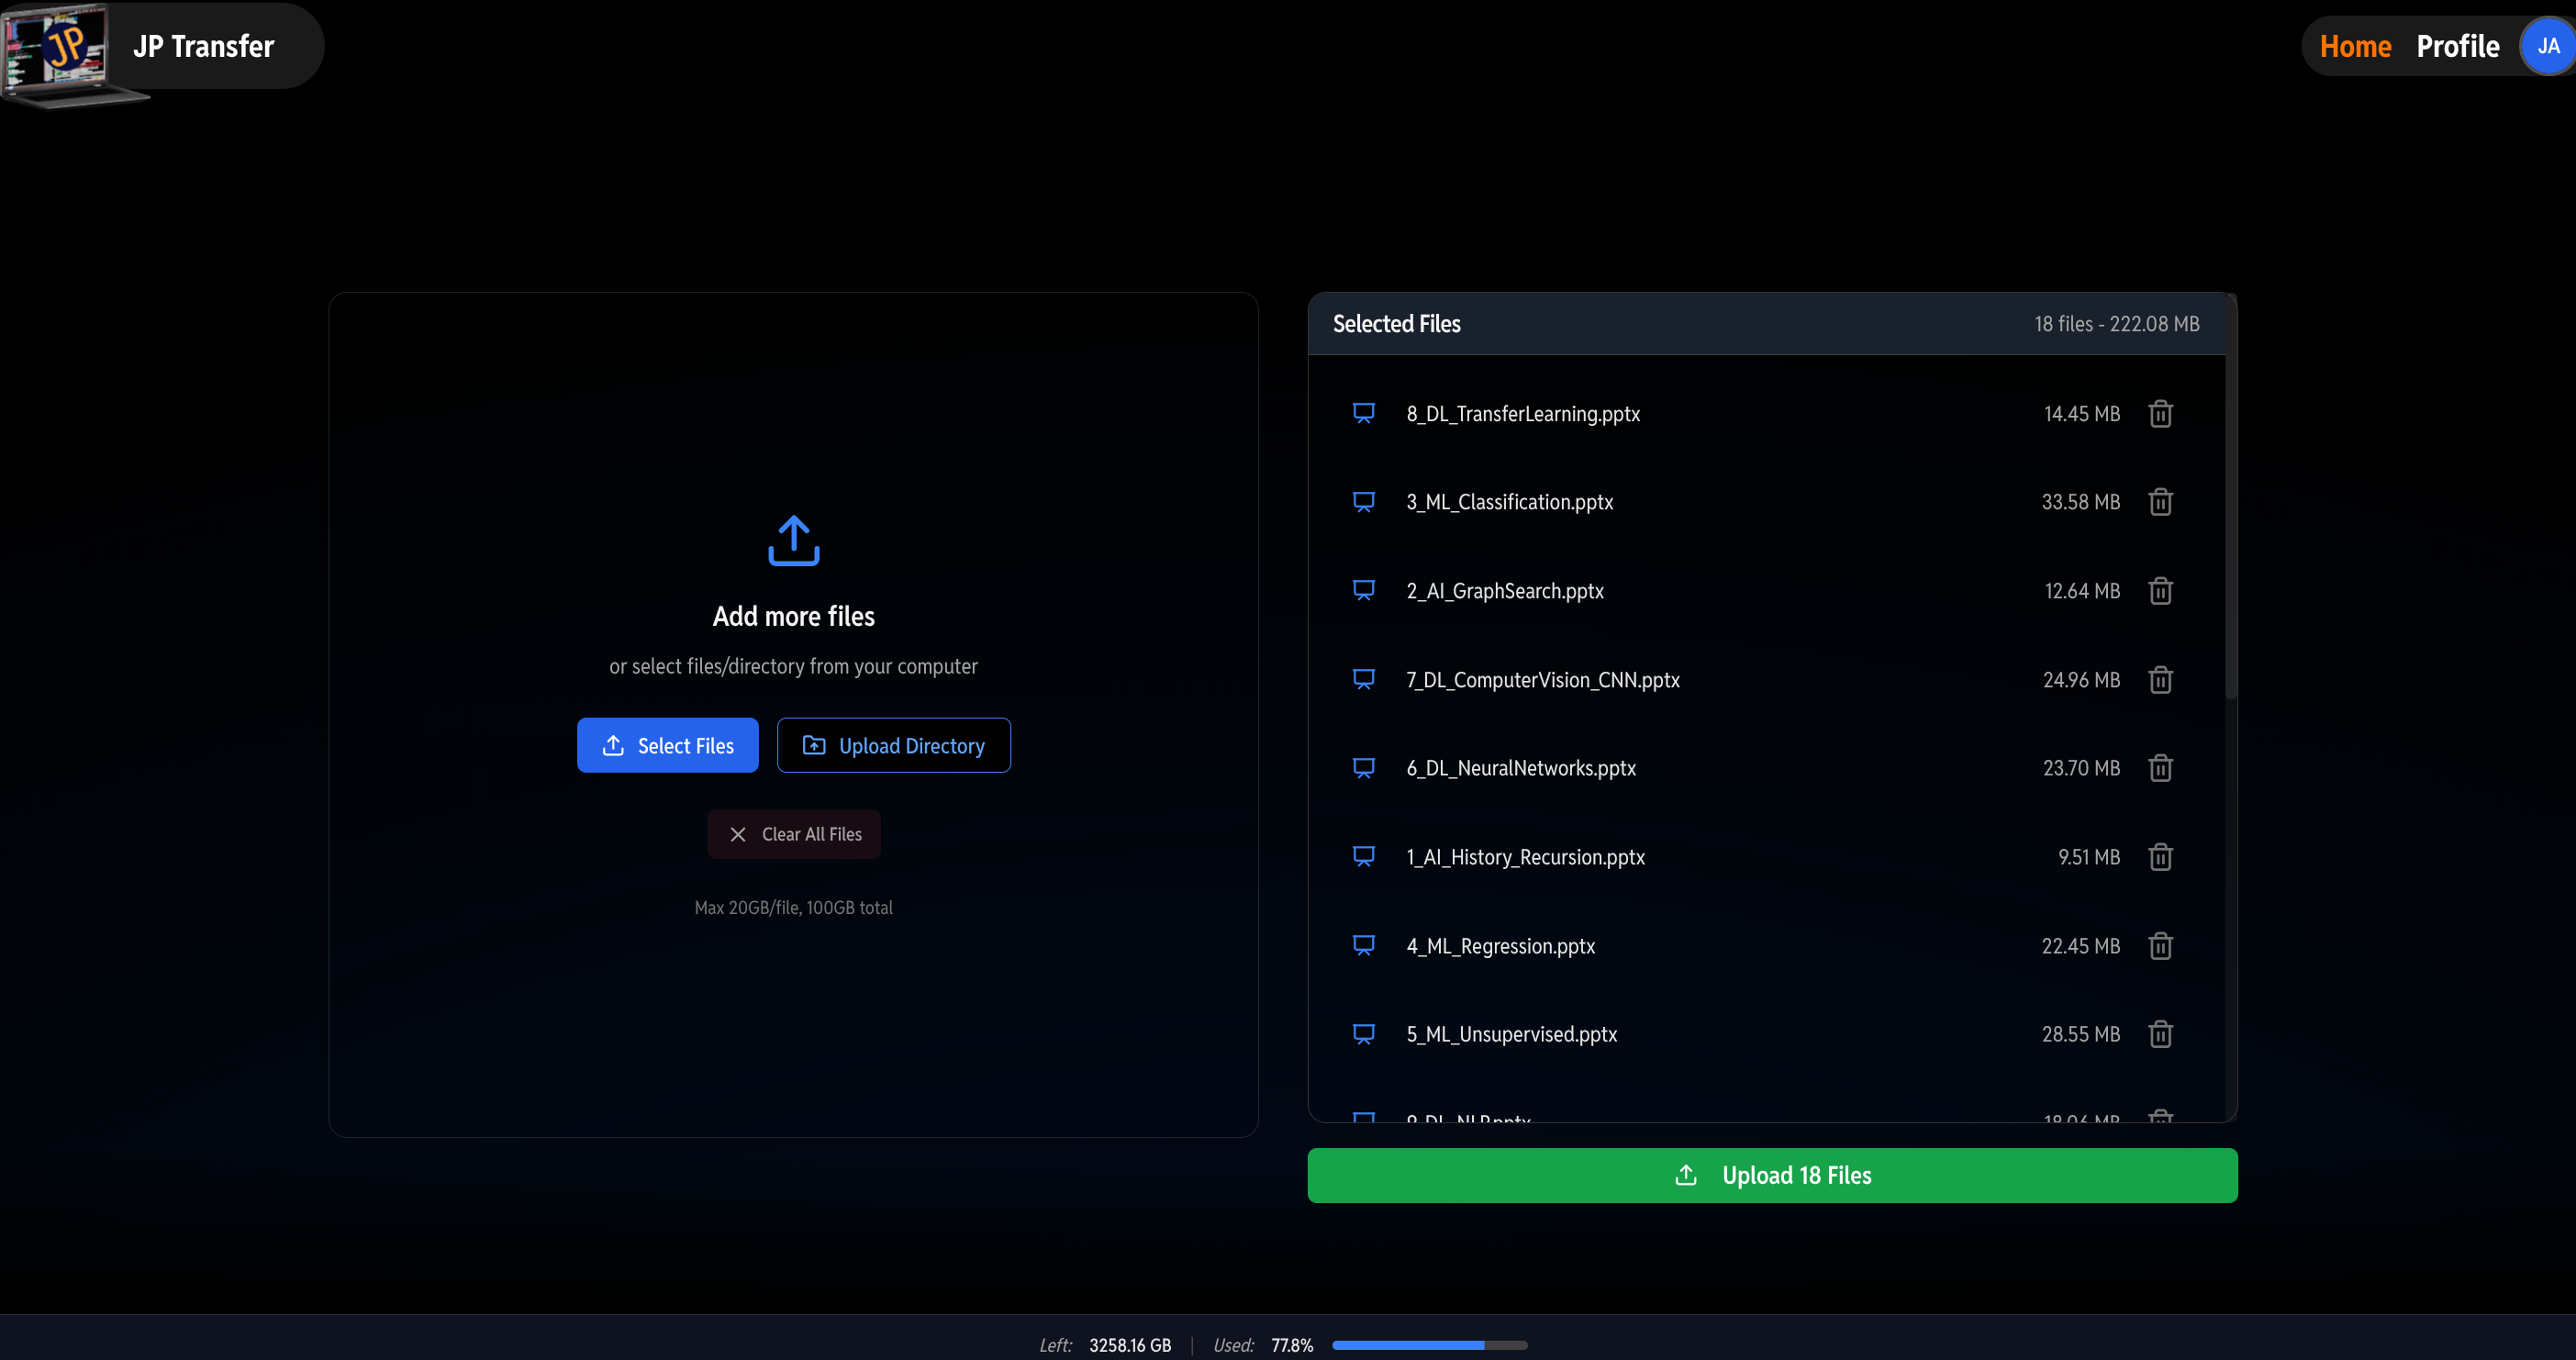 JP
JP Transfer
Home Profile JA
Add more files
or select files/directory from your computer
Select Files
Upload Directory
Clear All Files
Max 20GB/file, 100GB total
Selected Files 18 files - 222.08 MB
8_DL_TransferLearning.pptx 14.45 MB
3_ML_Classification.pptx 33.58 MB
2_AI_GraphSearch.pptx 12.64 MB
7_DL_ComputerVision_CNN.pptx 24.96 MB
6_DL_NeuralNetworks.pptx 23.70 MB
1_AI_History_Recursion.pptx 9.51 MB
4_ML_Regression.pptx 22.45 MB
5_ML_Unsupervised.pptx 28.55 MB
Upload 18 Files
Left: 3258.16 GB | Used: 77.8%